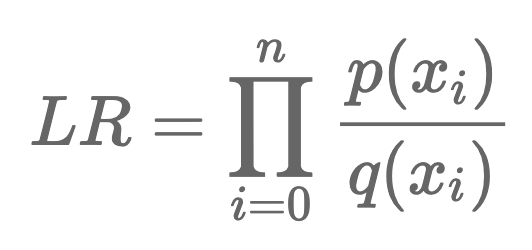 LR = \prod_{i=0}^{n} \frac{p(x_i)}{q(x_i)}